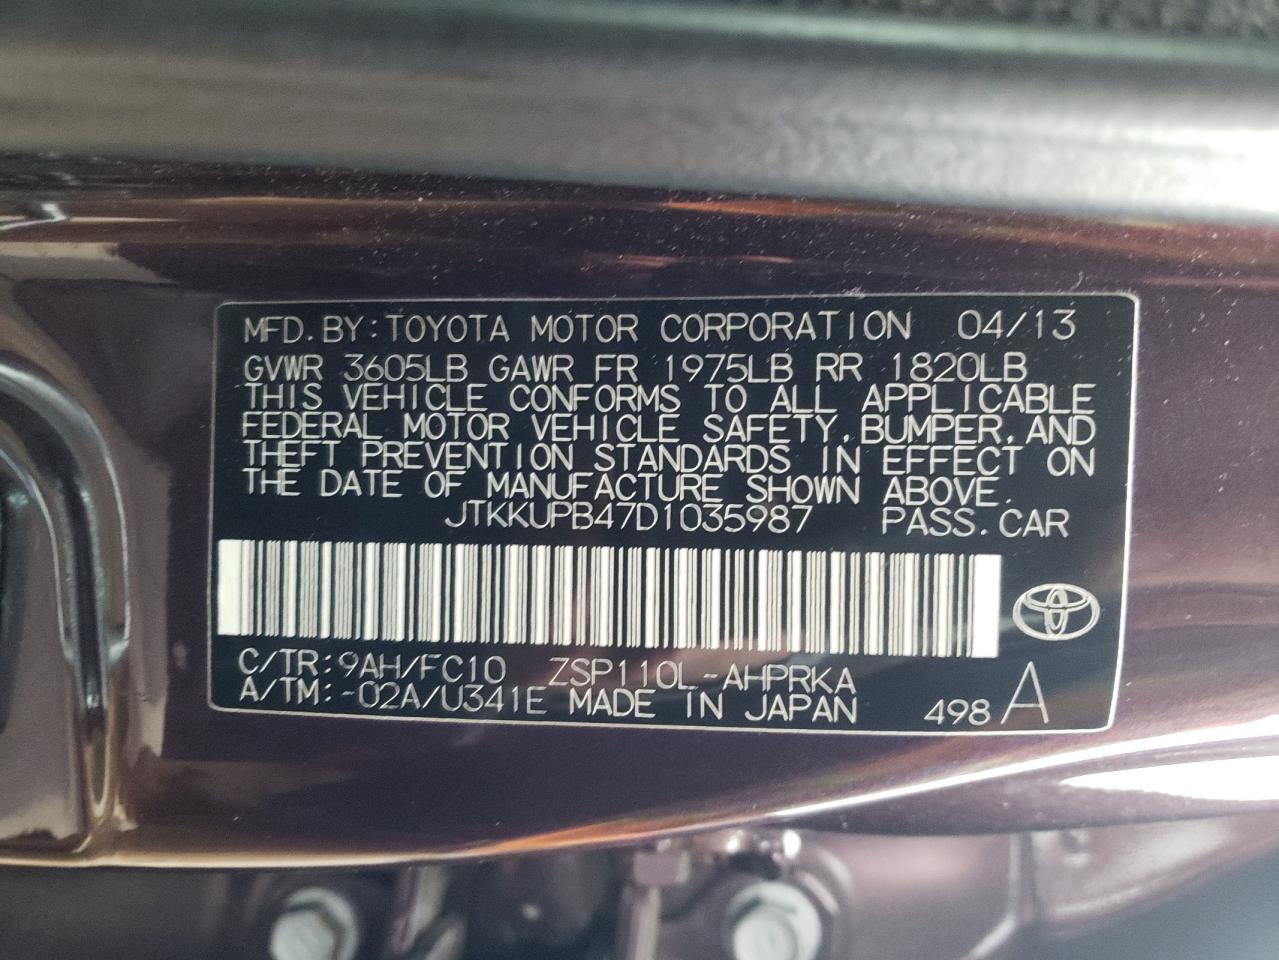 MFD.BY:TOYOTA MOTOR CORPORATION 04/13
GVWR 3605LB GAWR FR 1975LB RR 1820LB
THIS VEHICLE CONFORMS TO ALL APPLICABLE
FEDERAL MOTOR VEHICLE SAFETY,BUMPER,AND
THEFT PREVENTION STANDARDS IN EFFECT ON
THE DATE OF MANUFACTURE SHOWN ABOVE.
JTKKUPB47D1035987 PASS.CAR
C/TR:9AH/FC10 ZSP110L-AHPRKA
A/TM:-02A/U341E MADE IN JAPAN 498 A